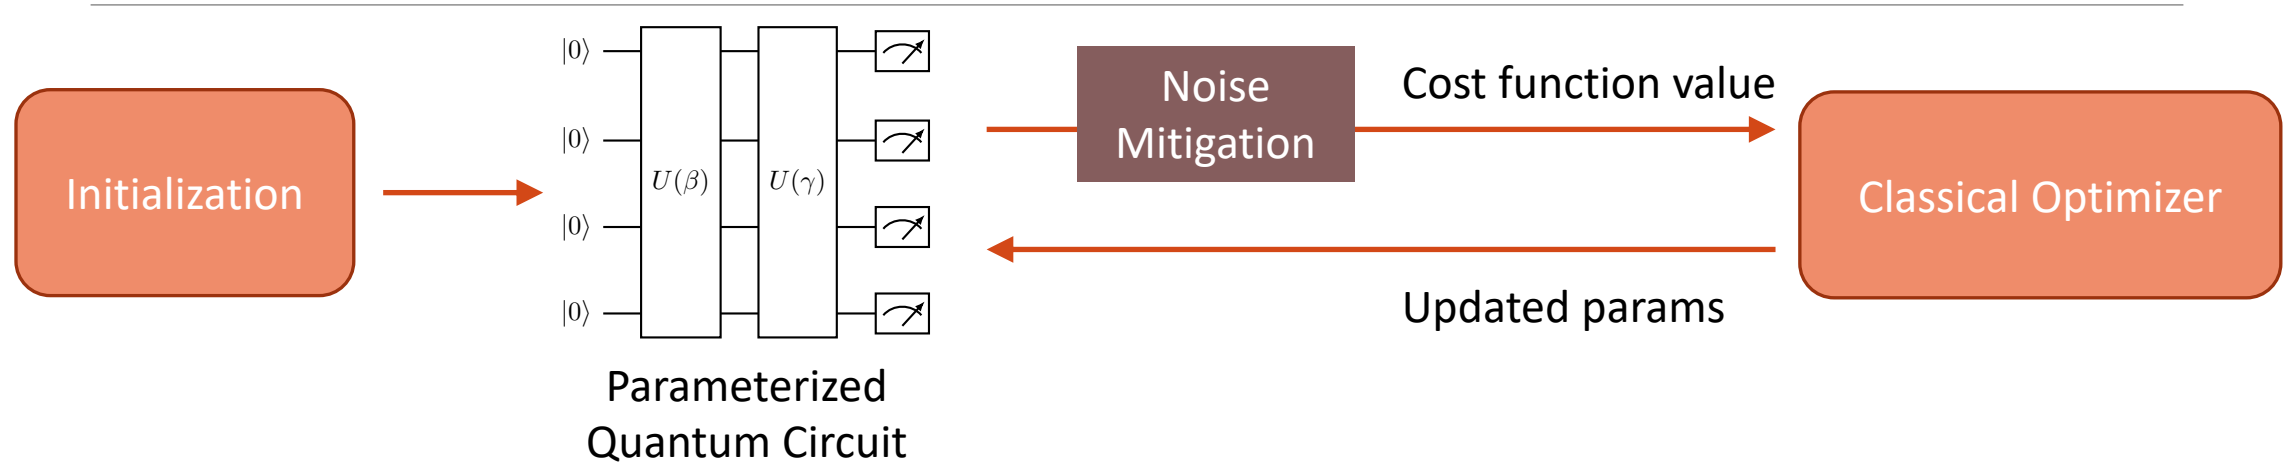 Initialization
|0⟩
|0⟩
|0⟩
|0⟩
U(β)
U(γ)
Parameterized
Quantum Circuit
Noise
Mitigation
Cost function value
Updated params
Classical Optimizer